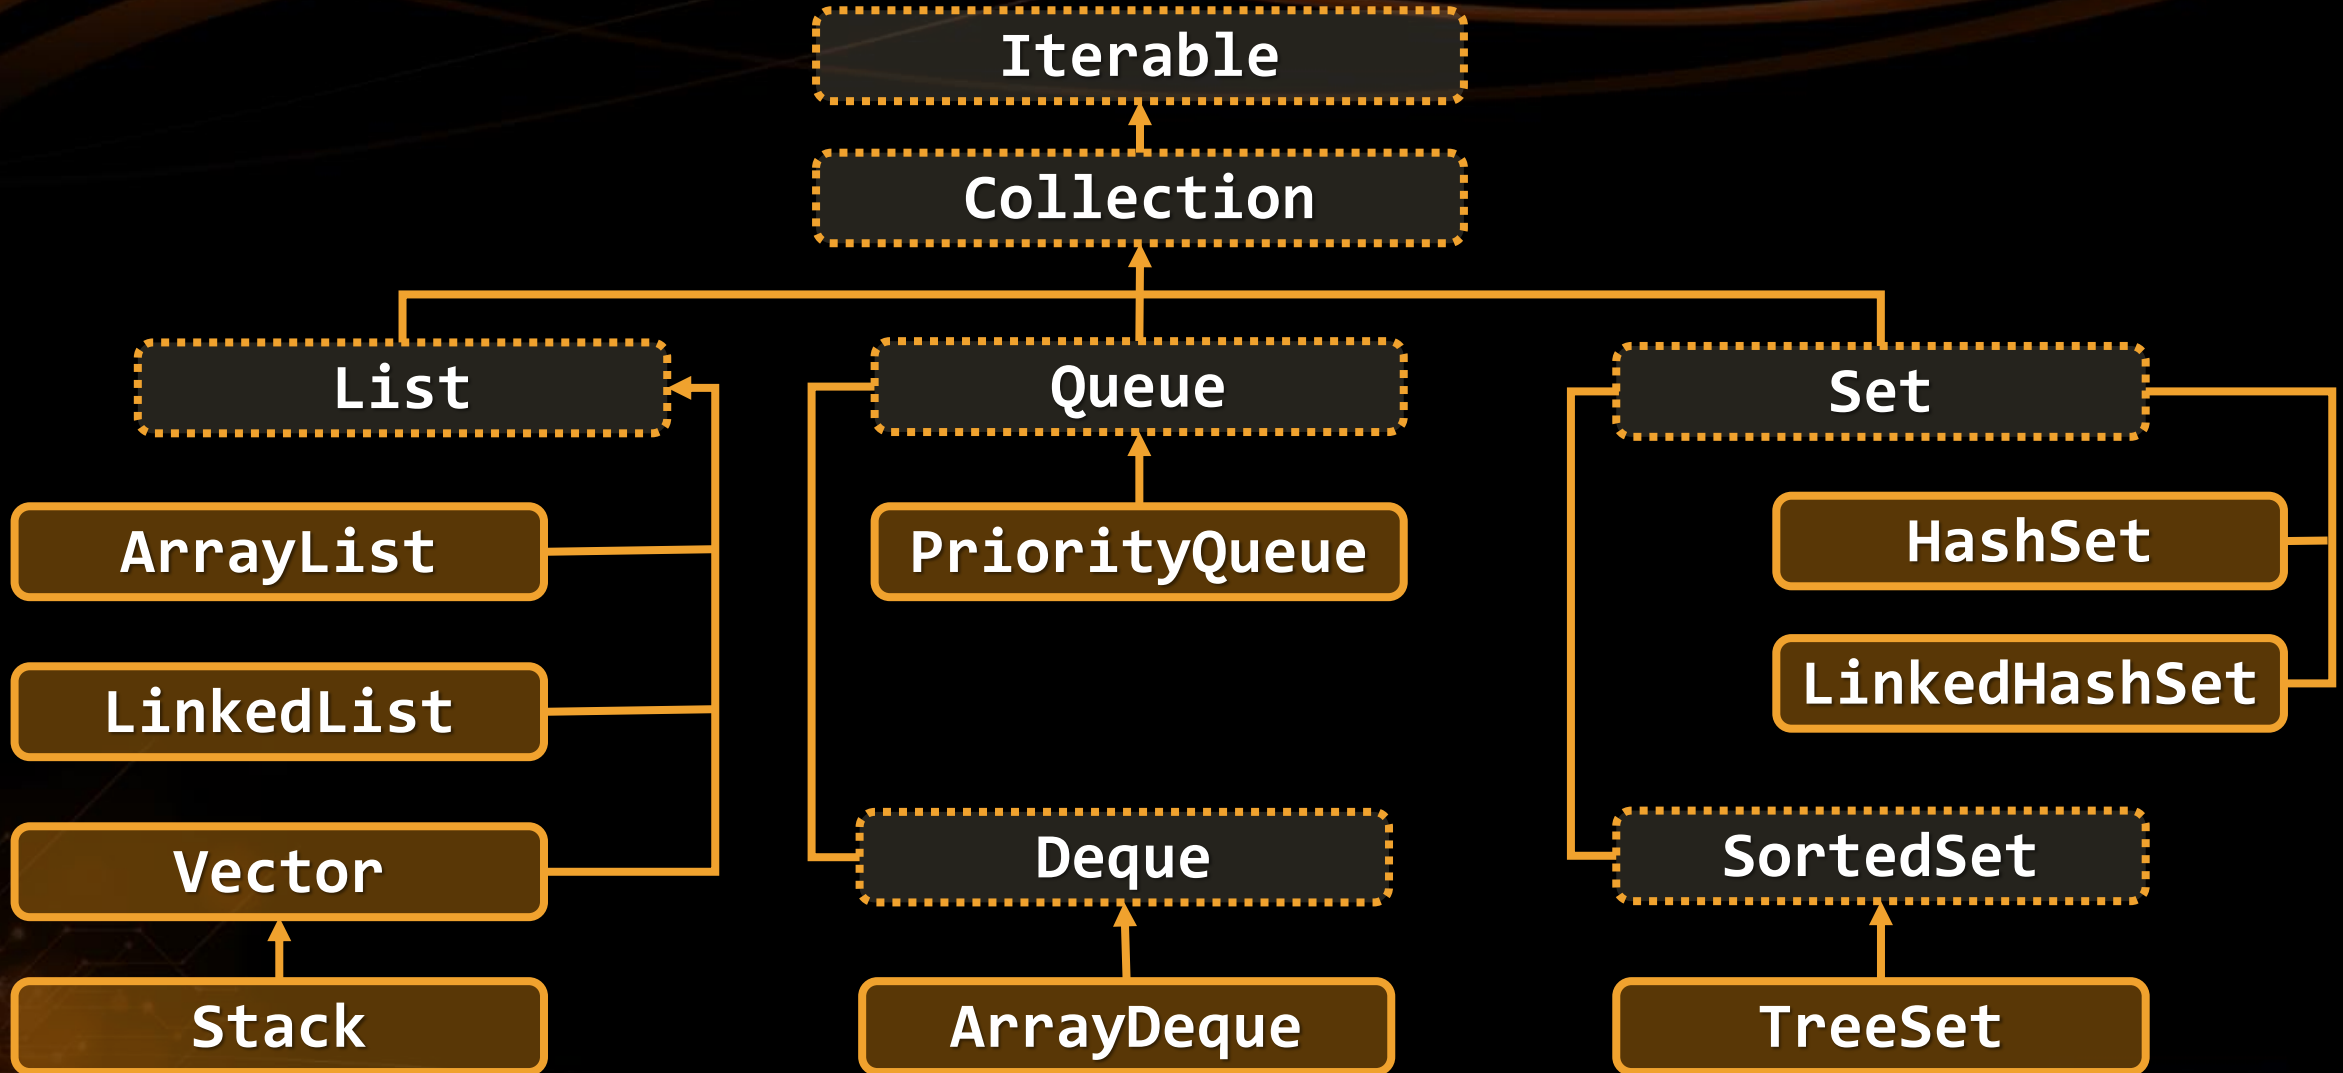 Iterable
Collection
List
Queue
Set
ArrayList
PriorityQueue
HashSet
LinkedList
LinkedHashSet
Vector
Deque
SortedSet
Stack
ArrayDeque
TreeSet